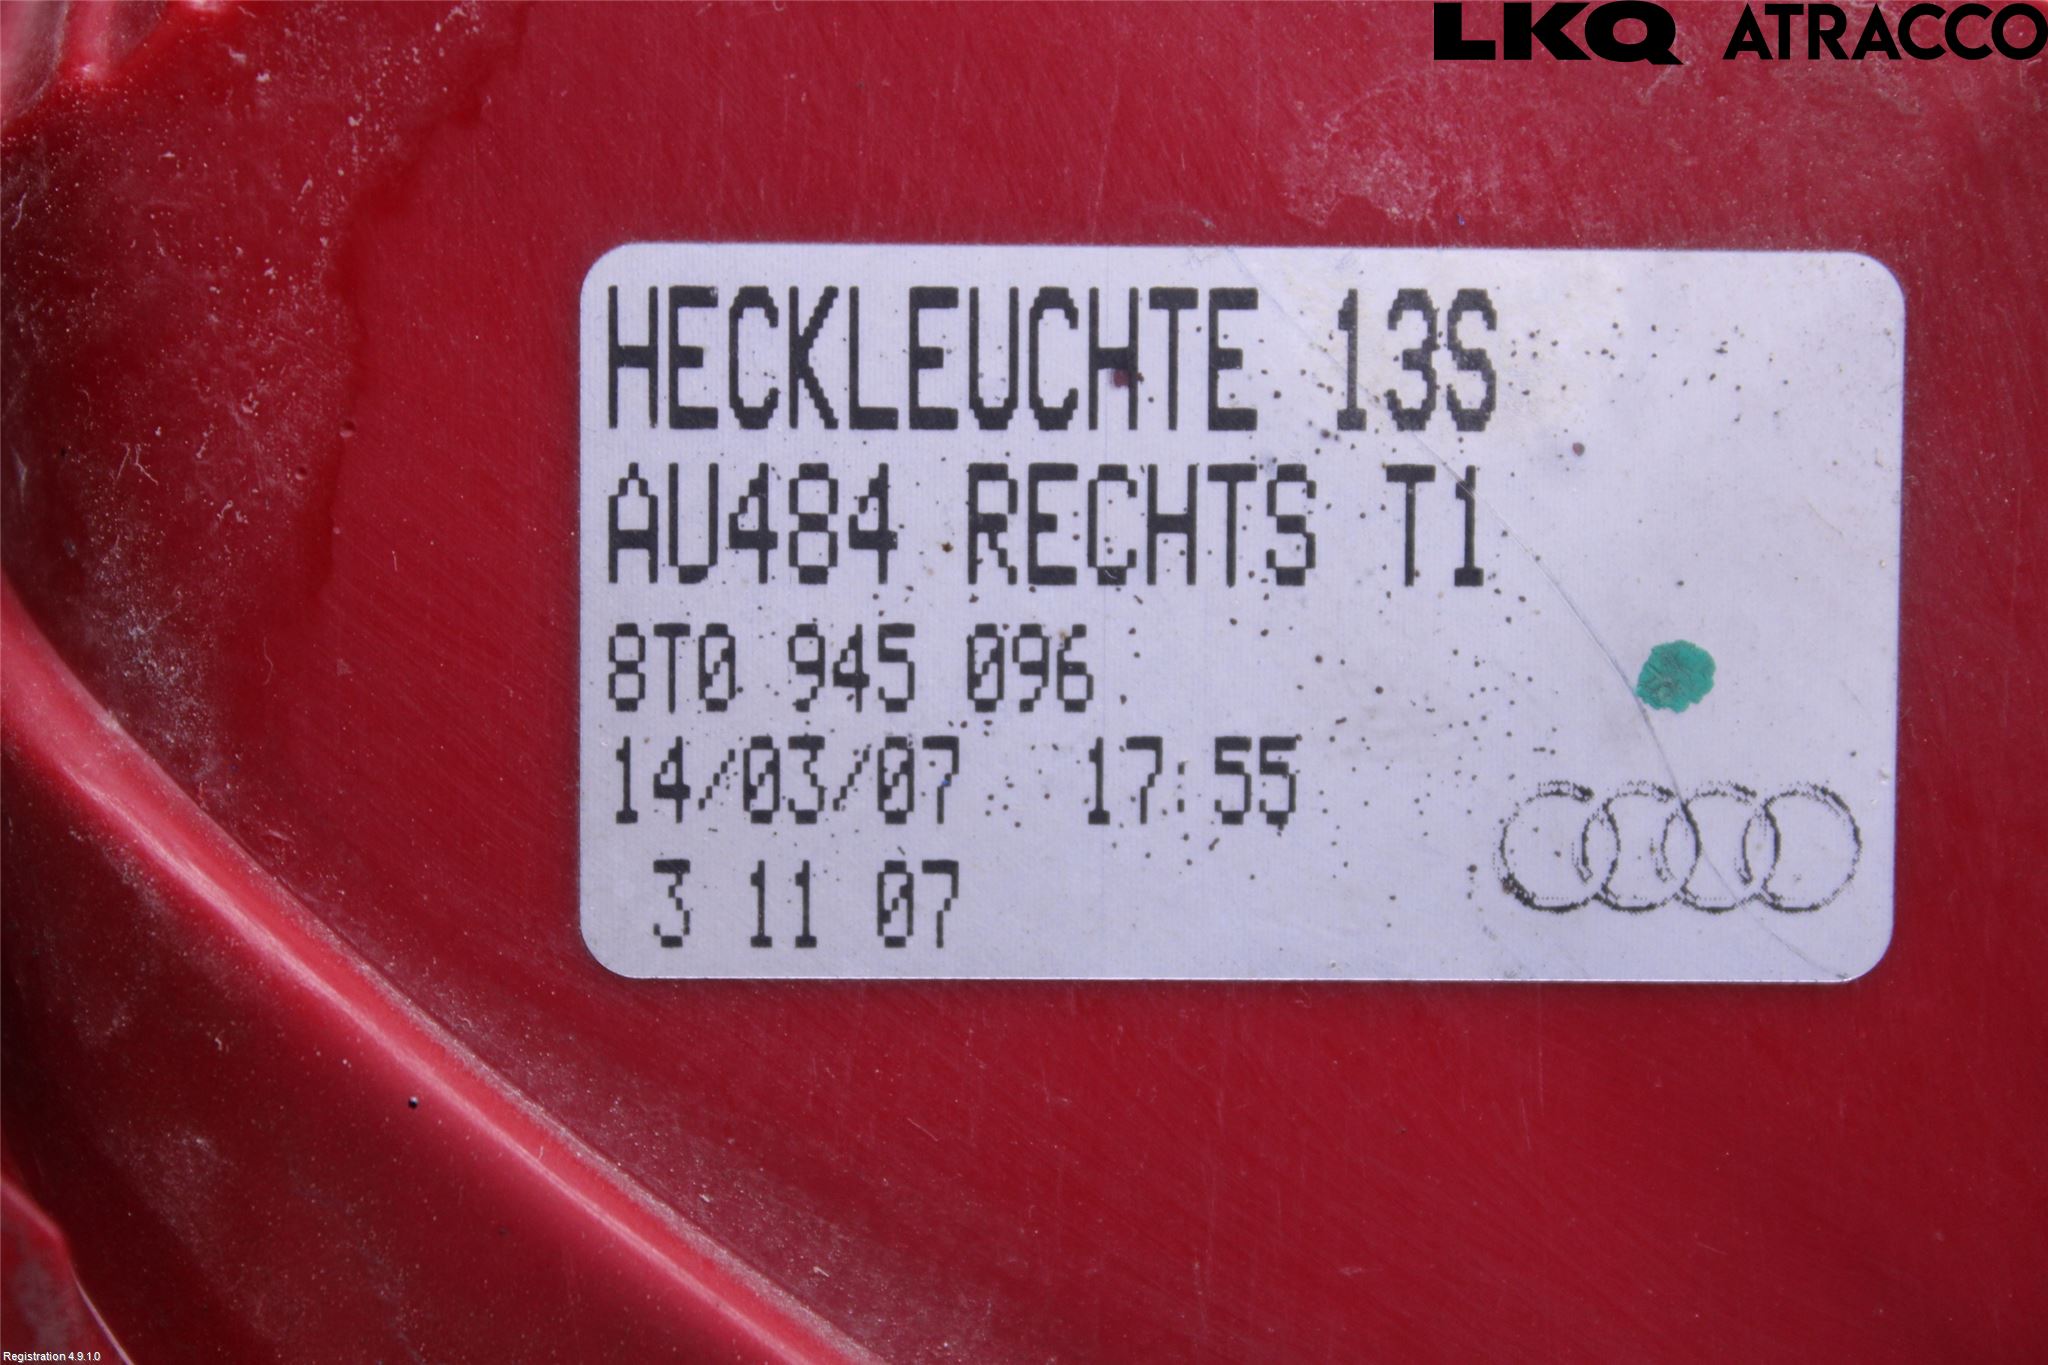 LKQ ATRACCO
HECKLEUCHTE 13S
AU484 RECHTS T1
8T0 945 096
14/03/07 17:55
3 11 07
Registration 4.9.1.0